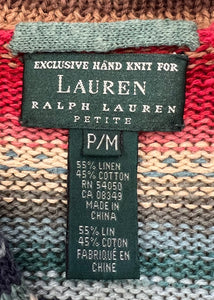 EXCLUSIVE HAND KNIT FOR
LAUREN
RALPH LAUREN
PETITE
P/M
55% LINEN
45% COTTON
RN 54050
CA 08349
MADE IN
CHINA
55% LIN
45% COTON
FABRIQUÉ EN
CHINE